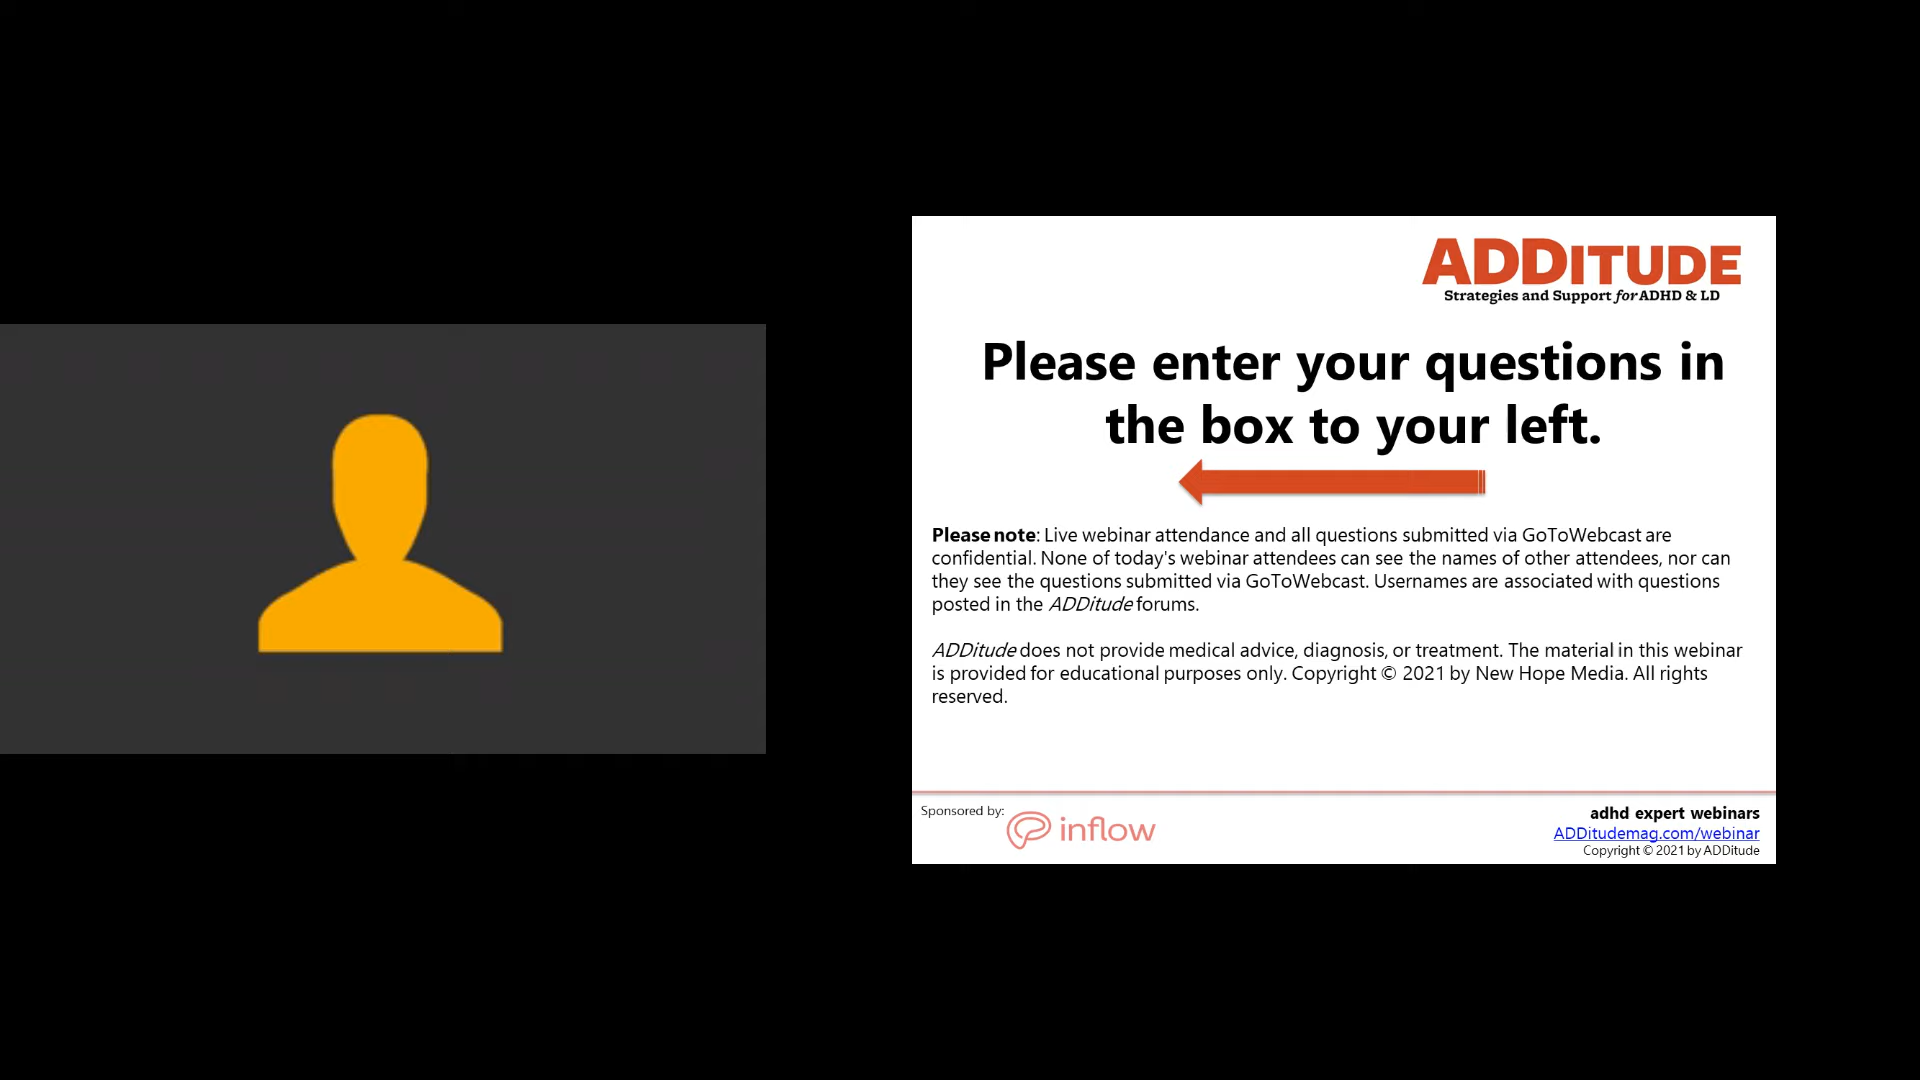 ADDITUDE
Strategies and Support for ADHD & LD
Please enter your questions in
the box to your left.
Please note: Live webinar attendance and all questions submitted via GoToWebcast are
confidential. None of today's webinar attendees can see the names of other attendees, nor can
they see the questions submitted via GoToWebcast. Usernames are associated with questions
posted in the ADDitude forums.
ADDitude does not provide medical advice, diagnosis, or treatment. The material in this webinar
is provided for educational purposes only. Copyright © 2021 by New Hope Media. All rights
reserved.
Sponsored by:
inflow
adhd expert webinars
ADDitudemag.com/webinar
Copyright © 2021 by ADDitude